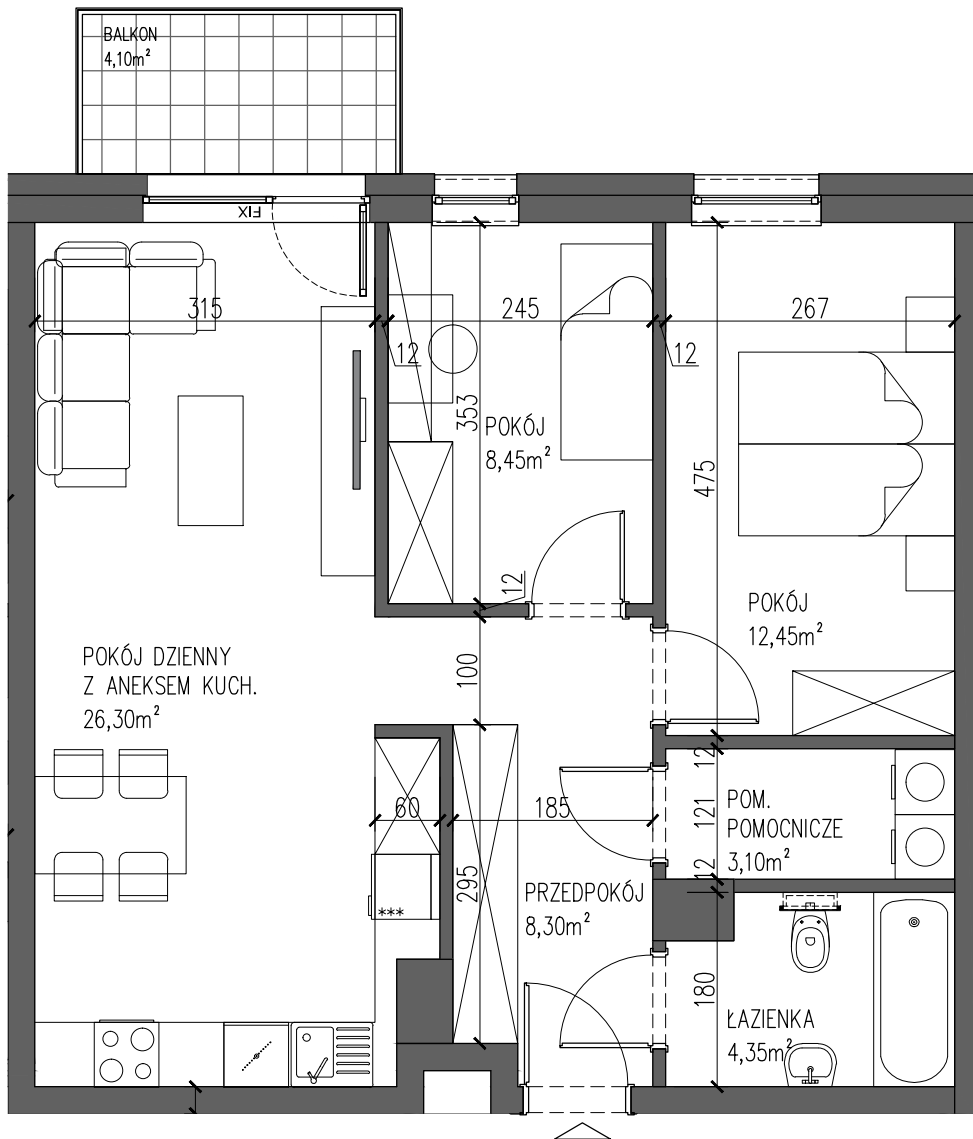 BALKON
4,10m²
FIX
315
245
267
12
12
353
POKÓJ
8,45m²
475
12
POKÓJ
12,45m²
POKÓJ DZIENNY
Z ANEKSEM KUCH.
26,30m²
100
12
60
185
121
POM.
POMOCNICZE
3,10m²
12
295
PRZEDPOKÓJ
8,30m²
***
180
ŁAZIENKA
4,35m²